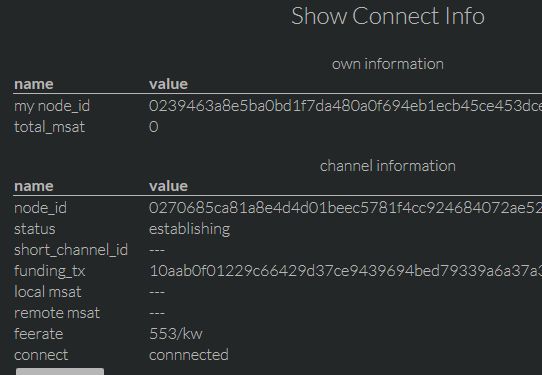 Show Connect Info
own information
name value
my node_id 0239463a8e5ba0bd1f7da480a0f694eb1ecb45ce453dce
total_msat 0
channel information
name value
node_id 0270685ca81a8e4d4d01beec5781f4cc924684072ae52
status establishing
short_channel_id ---
funding_tx 10aab0f01229c66429d37ce9439694bed79339a6a37a3
local msat ---
remote msat ---
feerate 553/kw
connect connnected